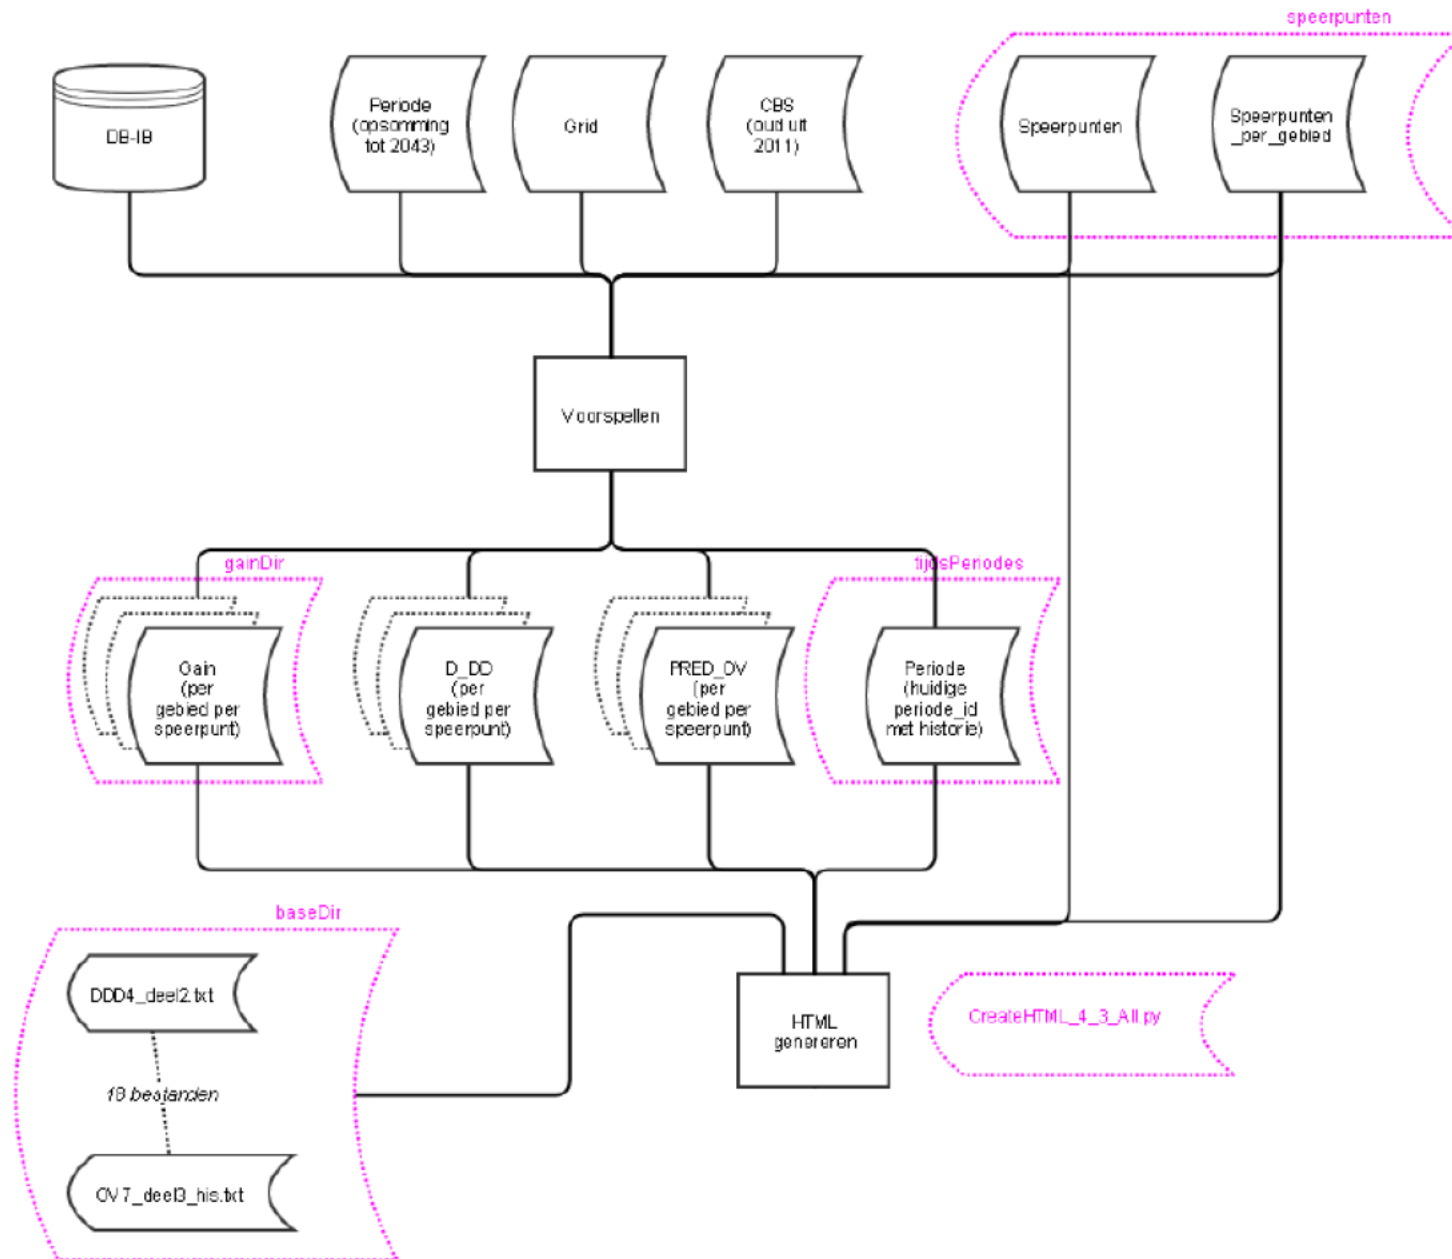 speerpunten
DB-IB
Periode
(opsomming
tot 2043)
Grid
CBS
(oud uit
2011)
Speerpunten
Speerpunten
_per_gebied
Voorspellen
gainDir
tijdsPeriodes
Gain
(per
gebied per
speerpunt)
D_DD
(per
gebied per
speerpunt)
PRED_OV
(per
gebied per
speerpunt)
Periode
(huidige
periode_id
met historie)
baseDir
DDD4_deel2.txt
18 bestanden
OV7_deel3_his.txt
HTML
genereren
CreateHTML_4_3_All.py